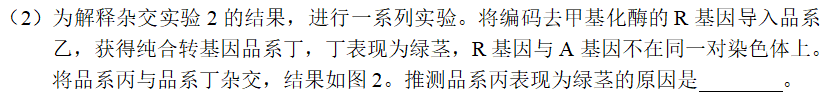 （2）为解释杂交实验 2 的结果，进行一系列实验。将编码去甲基化酶的 R 基因导入品系
乙，获得纯合转基因品系丁，丁表现为绿茎，R 基因与 A 基因不在同一对染色体上。
将品系丙与品系丁杂交，结果如图 2。推测品系丙表现为绿茎的原因是________。